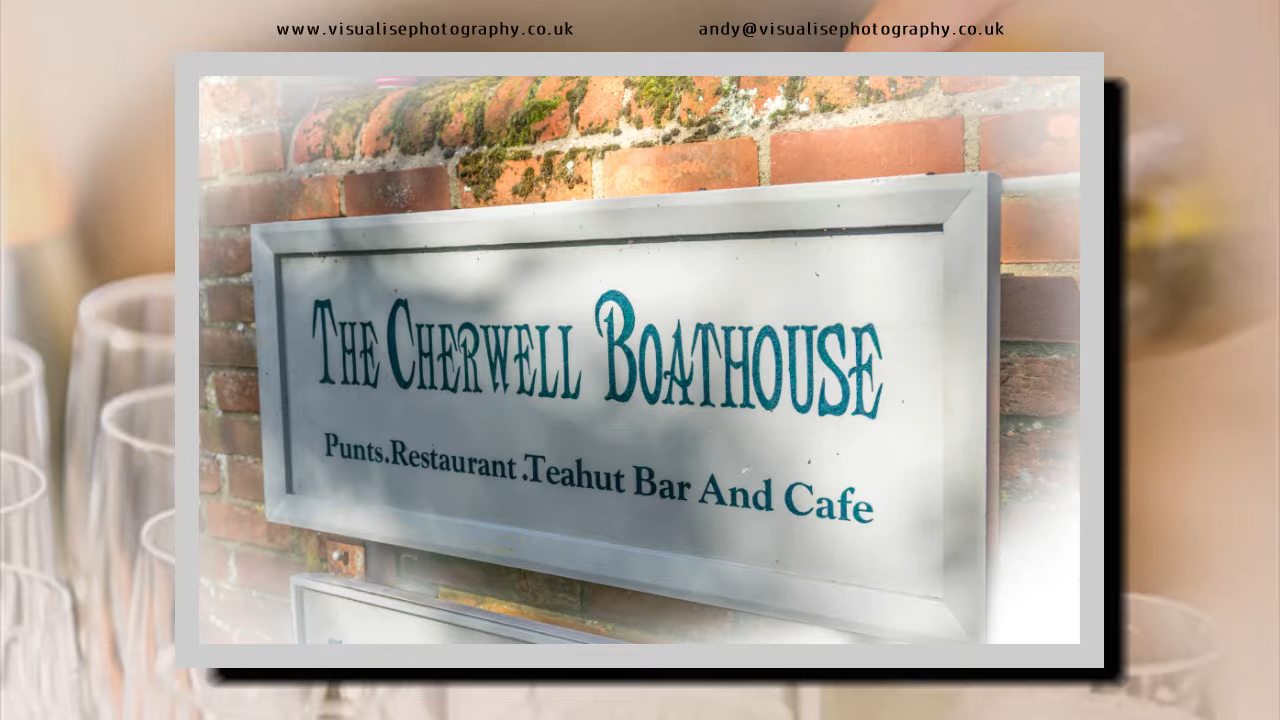 www.visualisephotography.co.uk andy@visualisephotography.co.uk
The Cherwell Boathouse
Punts.Restaurant.Teahut Bar And Cafe